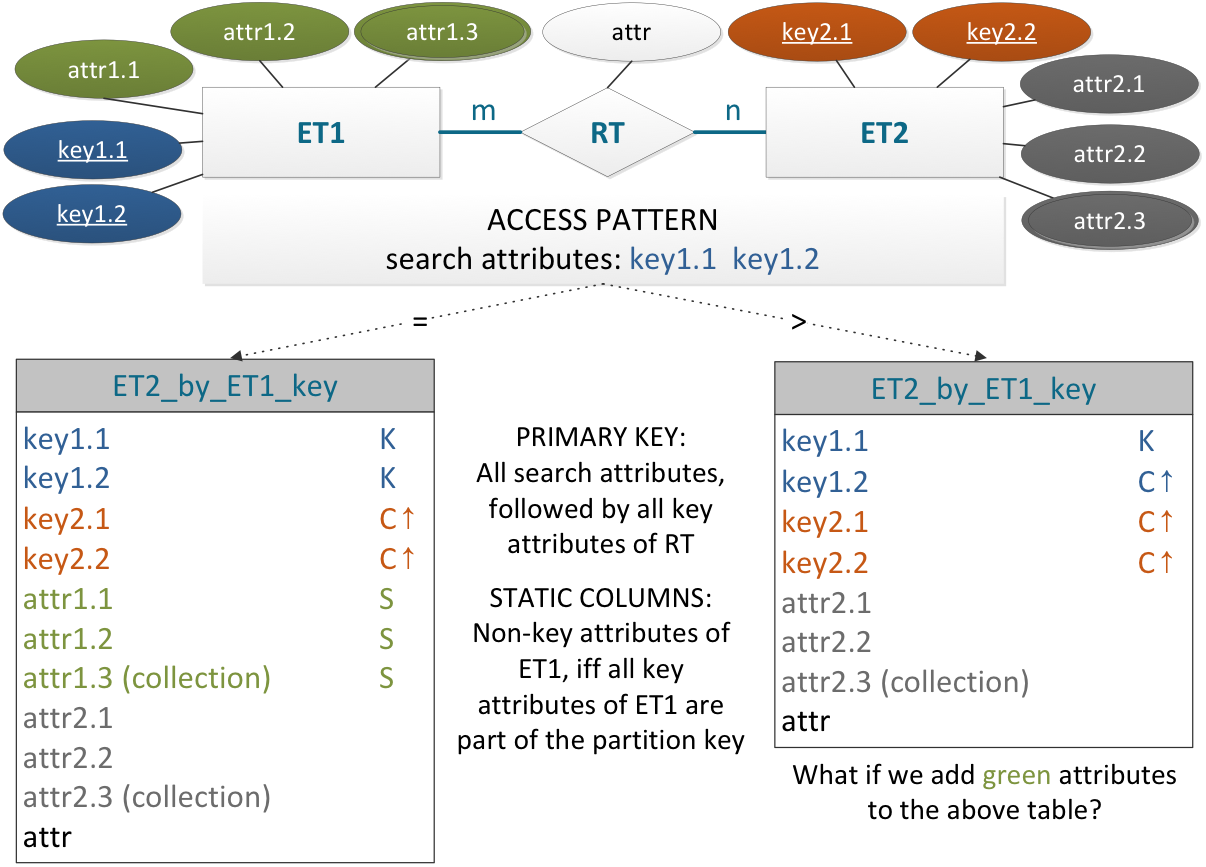 attr1.2
attr1.3
attr
key2.1
key2.2
attr1.1
attr2.1
ET1
m
RT
n
ET2
key1.1
attr2.2
key1.2
attr2.3
ACCESS PATTERN
search attributes: key1.1 key1.2
=
>
ET2_by_ET1_key
key1.1 K
key1.2 K
key2.1 C↑
key2.2 C↑
attr1.1 S
attr1.2 S
attr1.3 (collection) S
attr2.1
attr2.2
attr2.3 (collection)
attr
PRIMARY KEY:
All search attributes,
followed by all key
attributes of RT
STATIC COLUMNS:
Non-key attributes of
ET1, iff all key
attributes of ET1 are
part of the partition key
ET2_by_ET1_key
key1.1 K
key1.2 C↑
key2.1 C↑
key2.2 C↑
attr2.1
attr2.2
attr2.3 (collection)
attr
What if we add green attributes
to the above table?